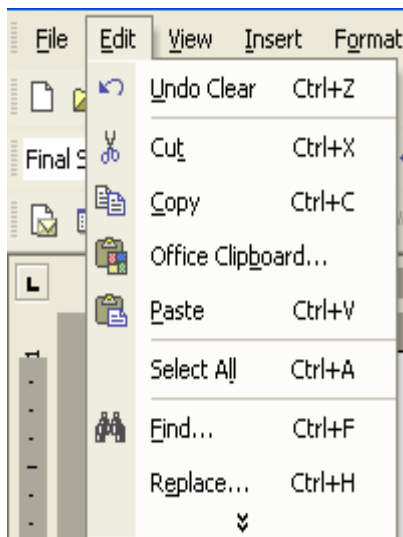 File Edit View Insert Format
Undo Clear Ctrl+Z
Final S
Cut Ctrl+X
Copy Ctrl+C
Office Clipboard...
Paste Ctrl+V
Select All Ctrl+A
Find... Ctrl+F
Replace... Ctrl+H